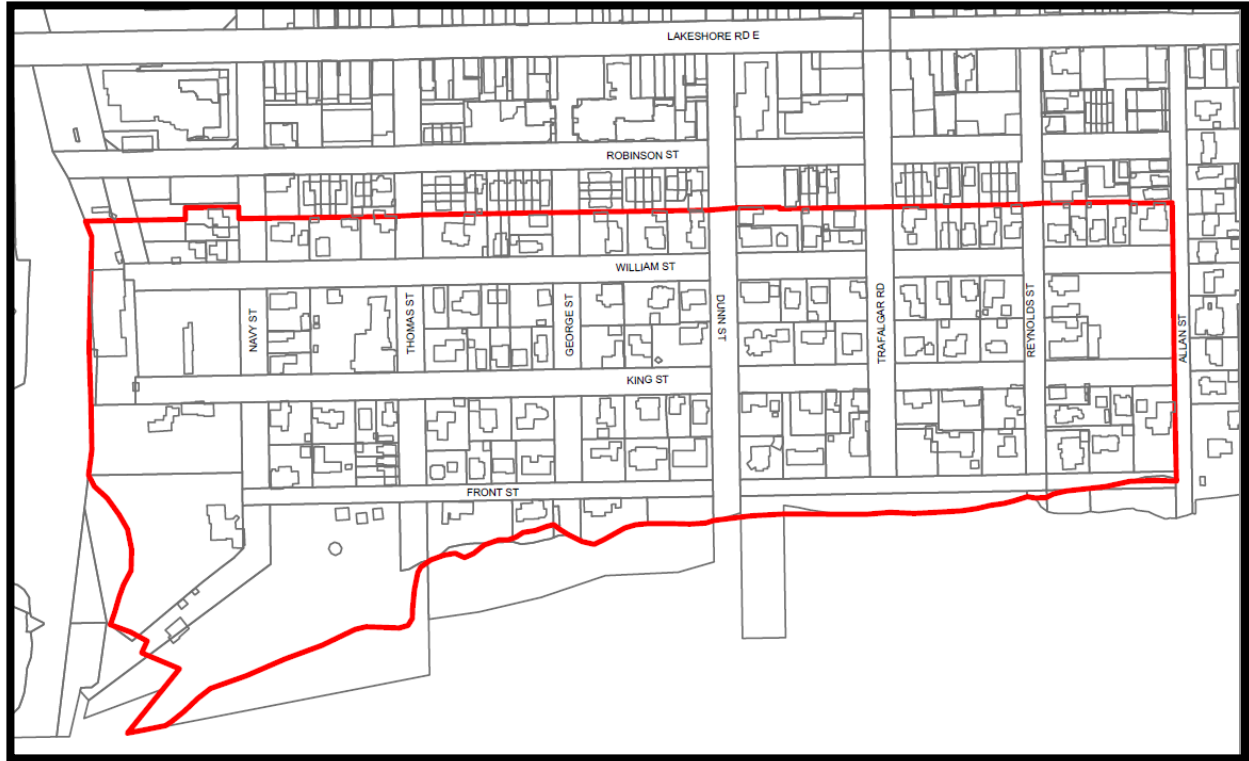 LAKESHORE RD E
ROBINSON ST
WILLIAM ST
NAVY ST
THOMAS ST
GEORGE ST
DUNN ST
TRAFALGAR RD
REYNOLDS ST
ALLAN ST
KING ST
FRONT ST